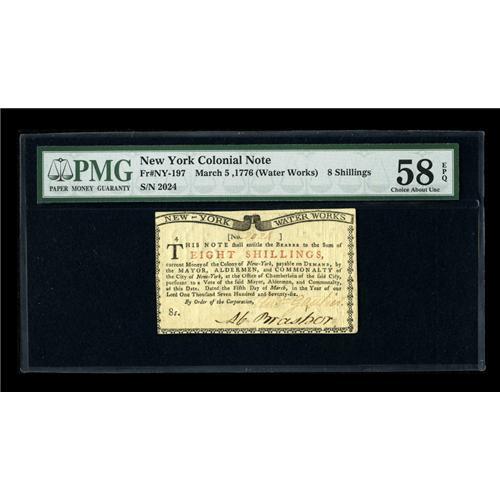 PMG
PAPER MONEY GUARANTY
New York Colonial Note
Fr#NY-197 March 5 ,1776 (Water Works) 8 Shillings
S/N 2024
58 EPQ
Choice About Unc
NEW-YORK WATER WORKS
[No. ]
4
THIS NOTE shall entitle the BEARER to the Sum of
EIGHT SHILLINGS,
current Money of the Colony of New-York, payable on DEMAND, by
the MAYOR, ALDERMEN, and COMMONALTY of
the City of New-York, at the Office of Chamberlain of the said City,
pursuant to a Vote of the said Mayor, Aldermen, and Commonalty,
of this Date. Dated the Fifth Day of March, in the Year of our
Lord One Thousand Seven Hundred and Seventy-six.
By Order of the Corporation,
8s.
Ab Brasher